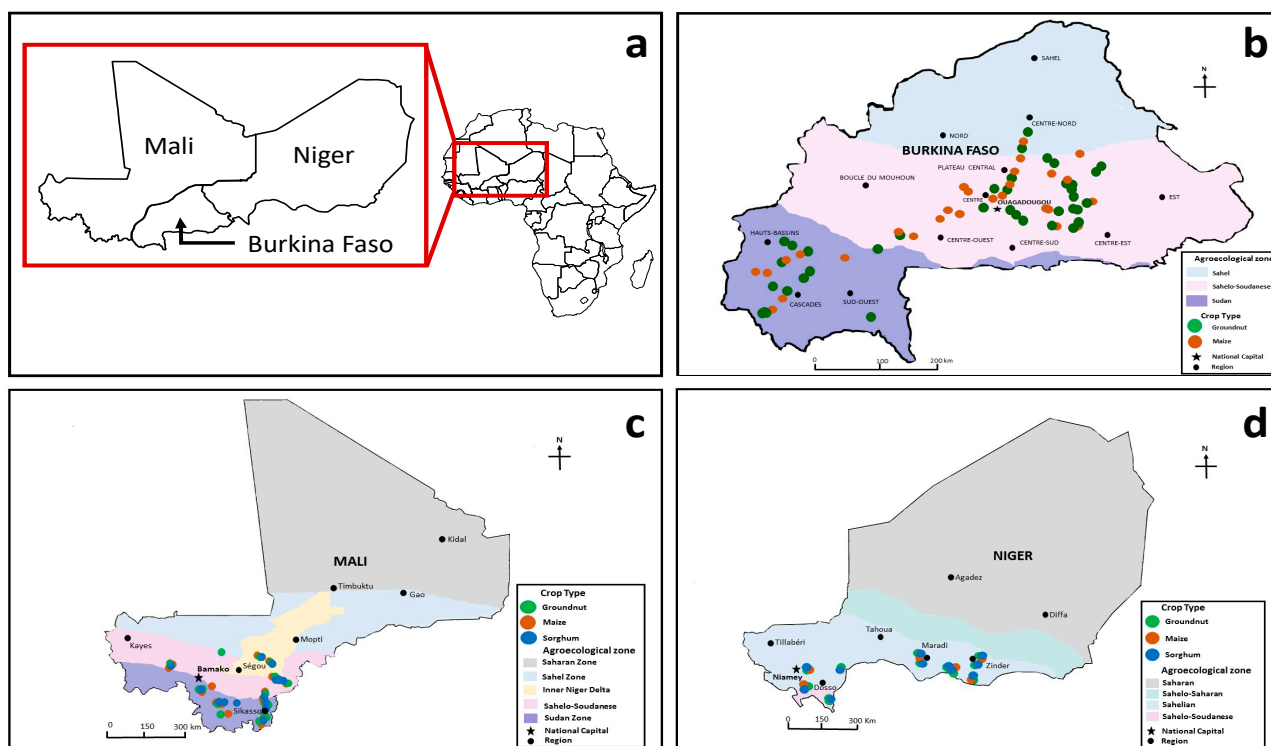 a
Mali
Niger
Burkina Faso
b
N
SAHEL
CENTRE-NORD
NORD
BURKINA FASO
PLATEAU CENTRAL
BOUCLE DU MOUHOUN
CENTRE
OUAGADOUGOU
EST
HAUTS-BASSINS
CENTRE-OUEST
CENTRE-SUD
CENTRE-EST
CASCADES
SUD-OUEST
0 100 200 km
Agroecological zone
Sahel
Sahelo-Soudanese
Sudan
Crop Type
Groundnut
Maize
National Capital
Region
c
N
Kidal
MALI
Timbuktu
Gao
Mopti
Kayes
Bamako
Ségou
Sikasso
0 150 300 km
Crop Type
Groundnut
Maize
Sorghum
Agroecological zone
Saharan Zone
Sahel Zone
Inner Niger Delta
Sahelo-Soudanese
Sudan Zone
National Capital
Region
d
N
NIGER
Agadez
Diffa
Tahoua
Tillabéri
Maradi
Zinder
Niamey
Dosso
0 150 300 km
Crop Type
Groundnut
Maize
Sorghum
Agroecological zone
Saharan
Sahelo-Saharan
Sahelian
Sahelo-Soudanese
National Capital
Region